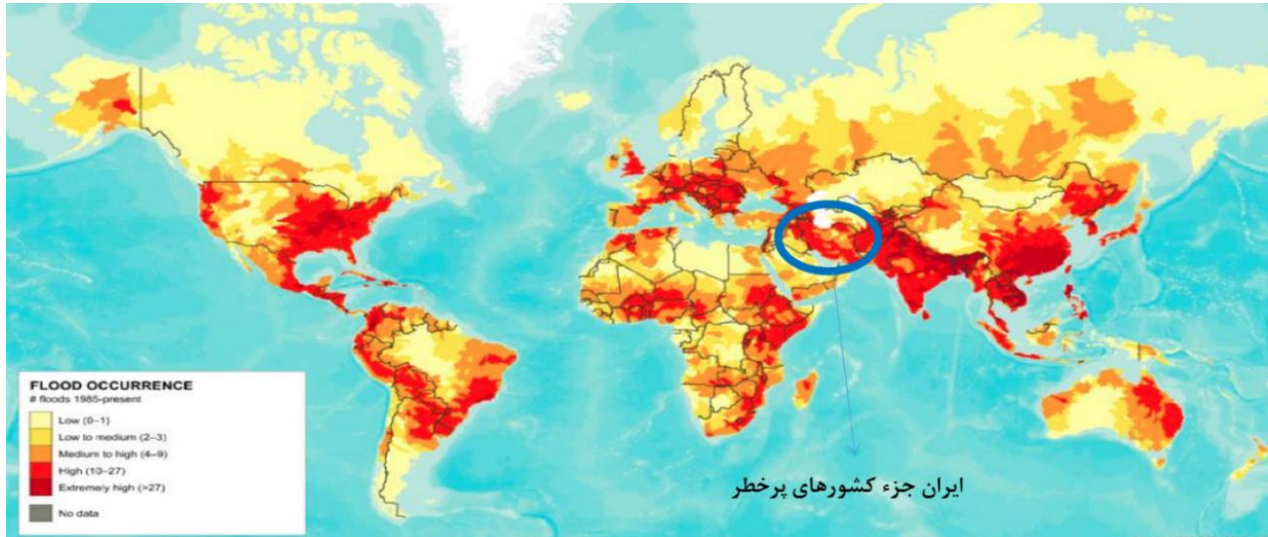 FLOOD OCCURRENCE
# floods 1985-present
Low (0–1)
Low to medium (2–3)
Medium to high (4–9)
High (10–27)
Extremely high (>27)
No data
ایران جزء کشورهای پرخطر